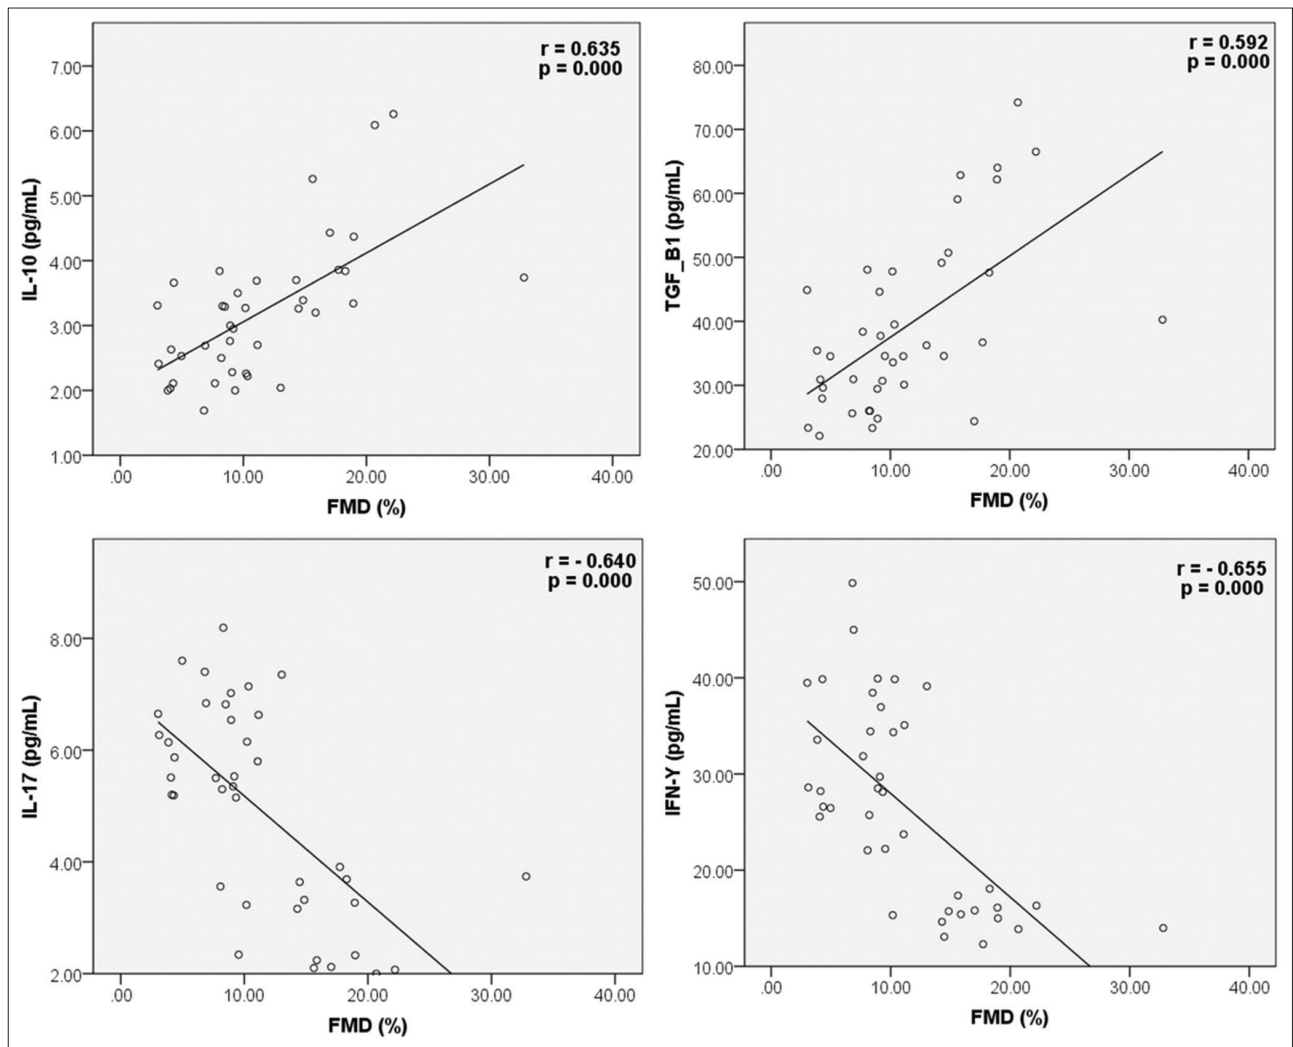 r = 0.635
p = 0.000
7.00
6.00
5.00
4.00
3.00
2.00
1.00
IL-10 (pg/mL)
.00 10.00 20.00 30.00 40.00
FMD (%)
r = 0.592
p = 0.000
80.00
70.00
60.00
50.00
40.00
30.00
20.00
TGF_B1 (pg/mL)
.00 10.00 20.00 30.00 40.00
FMD (%)
r = - 0.640
p = 0.000
8.00
6.00
4.00
2.00
IL-17 (pg/mL)
.00 10.00 20.00 30.00 40.00
FMD (%)
r = - 0.655
p = 0.000
50.00
40.00
30.00
20.00
10.00
IFN-Y (pg/mL)
.00 10.00 20.00 30.00 40.00
FMD (%)